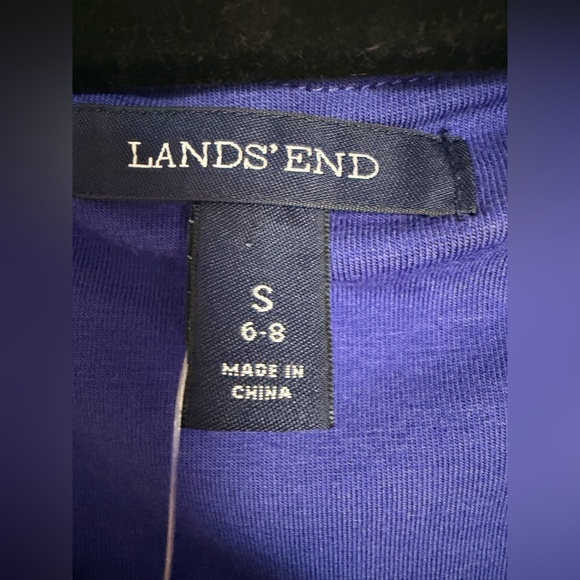 LANDS' END
S
6-8
MADE IN
CHINA